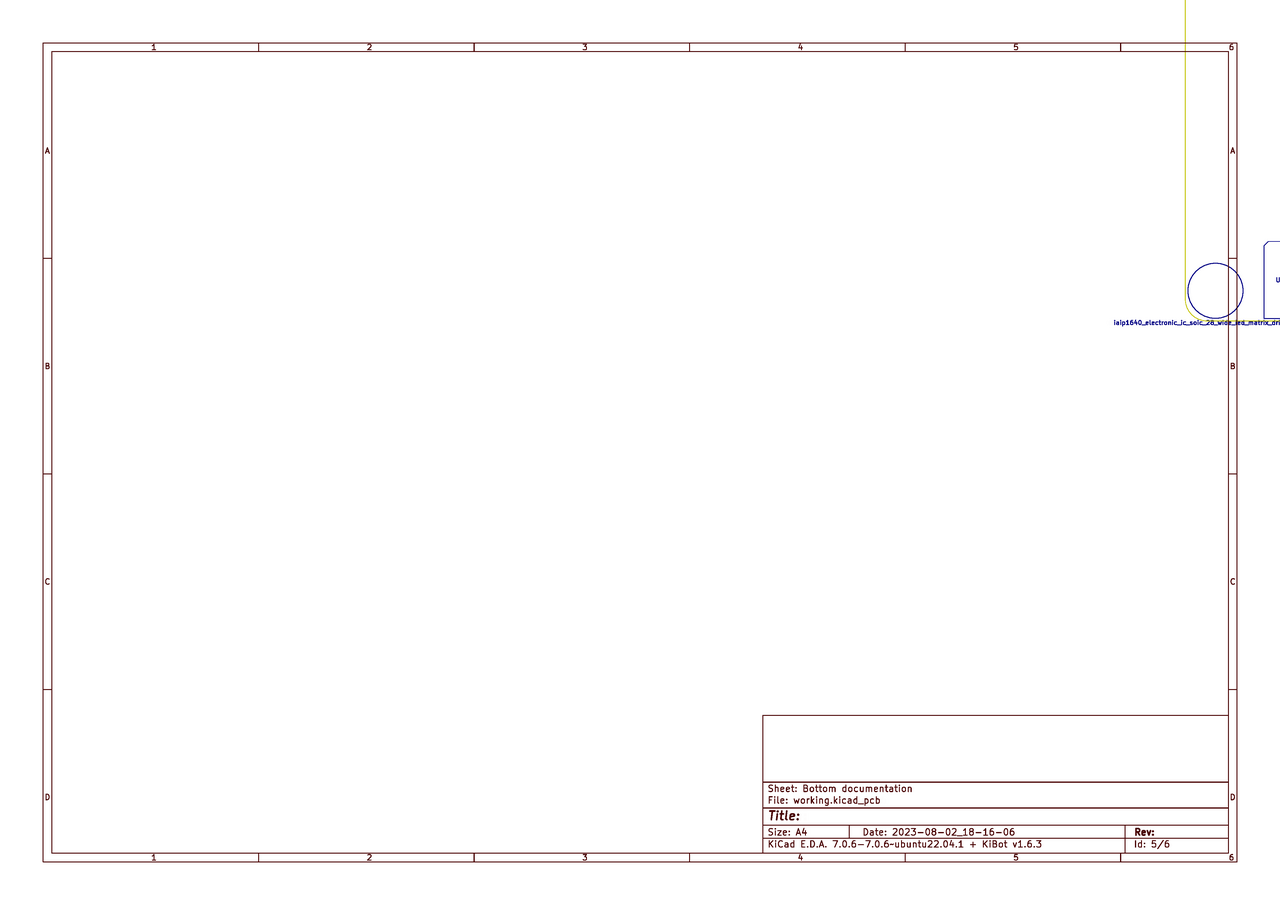 1 2 3 4 5 6
A A
U
iaip1640_electronic_ic_soic_28_wide_led_matrix_dri
B B
C C
D D
Sheet: Bottom documentation
File: working.kicad_pcb
Title:
Size: A4 Date: 2023-08-02_18-16-06 Rev:
KiCad E.D.A. 7.0.6-7.0.6~ubuntu22.04.1 + KiBot v1.6.3 Id: 5/6
1 2 3 4 5 6